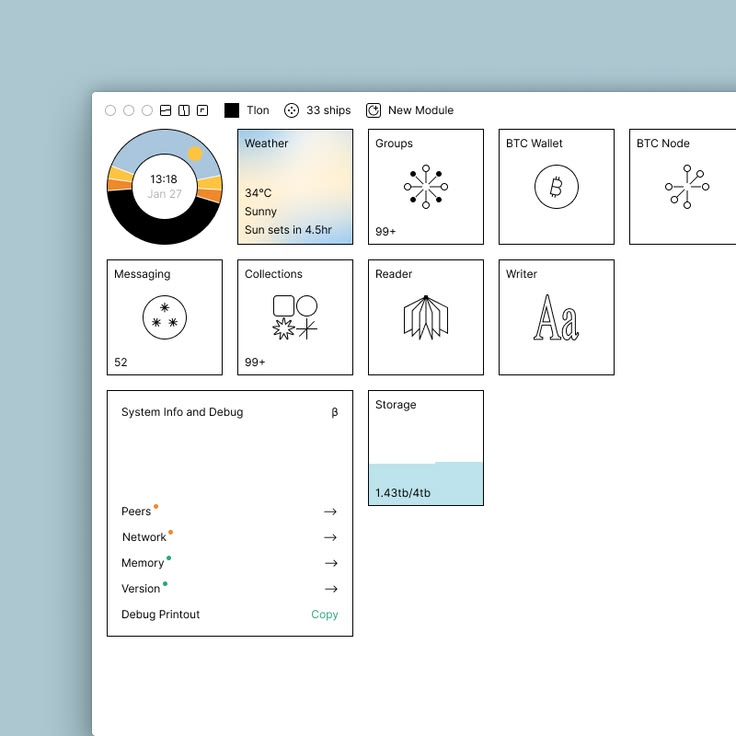 Tlon 33 ships New Module
13:18
Jan 27
Weather
34°C
Sunny
Sun sets in 4.5hr
Groups
99+
BTC Wallet
BTC Node
Messaging
52
Collections
99+
Reader
Writer
Aa
System Info and Debug β
Peers →
Network →
Memory →
Version →
Debug Printout Copy
Storage
1.43tb/4tb